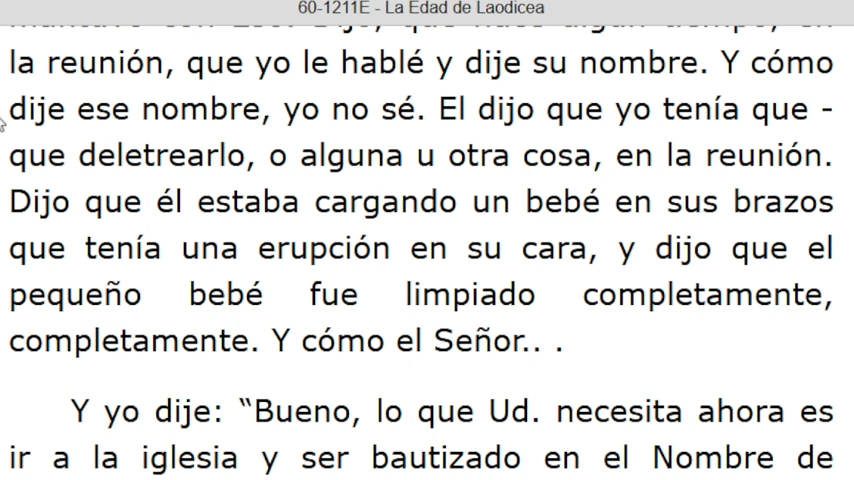 60-1211E - La Edad de Laodicea
la reunión, que yo le hablé y dije su nombre. Y cómo
dije ese nombre, yo no sé. El dijo que yo tenía que -
que deletrearlo, o alguna u otra cosa, en la reunión.
Dijo que él estaba cargando un bebé en sus brazos
que tenía una erupción en su cara, y dijo que el
pequeño bebé fue limpiado completamente,
completamente. Y cómo el Señor.. .
Y yo dije: “Bueno, lo que Ud. necesita ahora es
ir a la iglesia y ser bautizado en el Nombre de